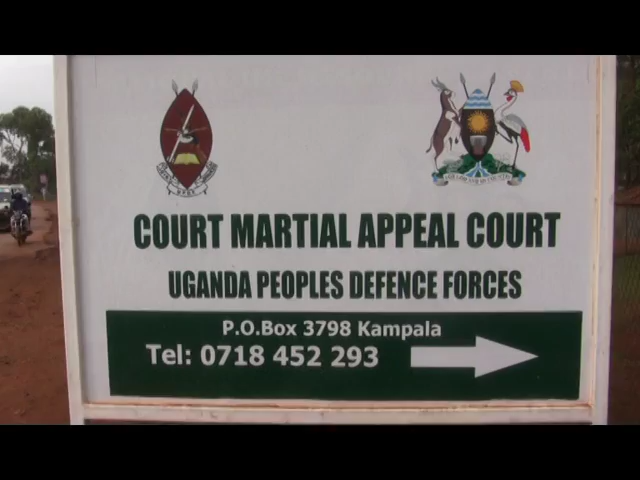 COURT MARTIAL APPEAL COURT
UGANDA PEOPLES DEFENCE FORCES
P.O.Box 3798 Kampala
Tel: 0718 452 293